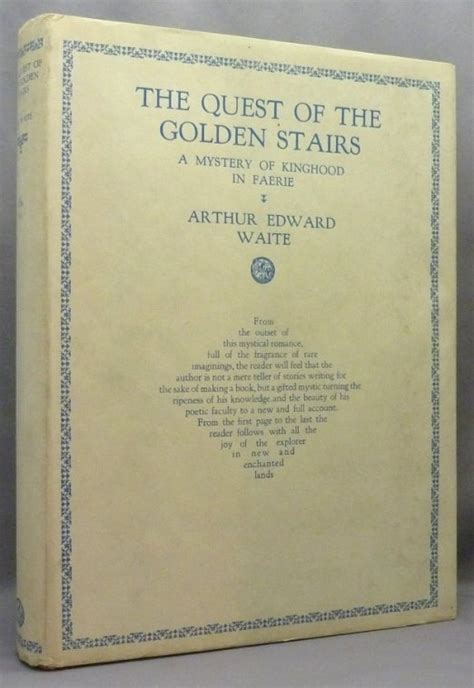 QUEST OF
GOLDEN
STAIRS
WAITE
THE QUEST OF THE
GOLDEN STAIRS
A MYSTERY OF KINGHOOD
IN FAERIE
ARTHUR EDWARD
WAITE
From
the outset of
this mystical romance,
full of the fragrance of rare
imaginings, the reader will feel that the
author is not a mere teller of stories writing for
the sake of making a book, but a gifted mystic turning the
ripeness of his knowledge and the beauty of his
poetic faculty to a new and full account.
From the first page to the last the
reader follows with all the
joy of the explorer
in new and
enchanted
lands